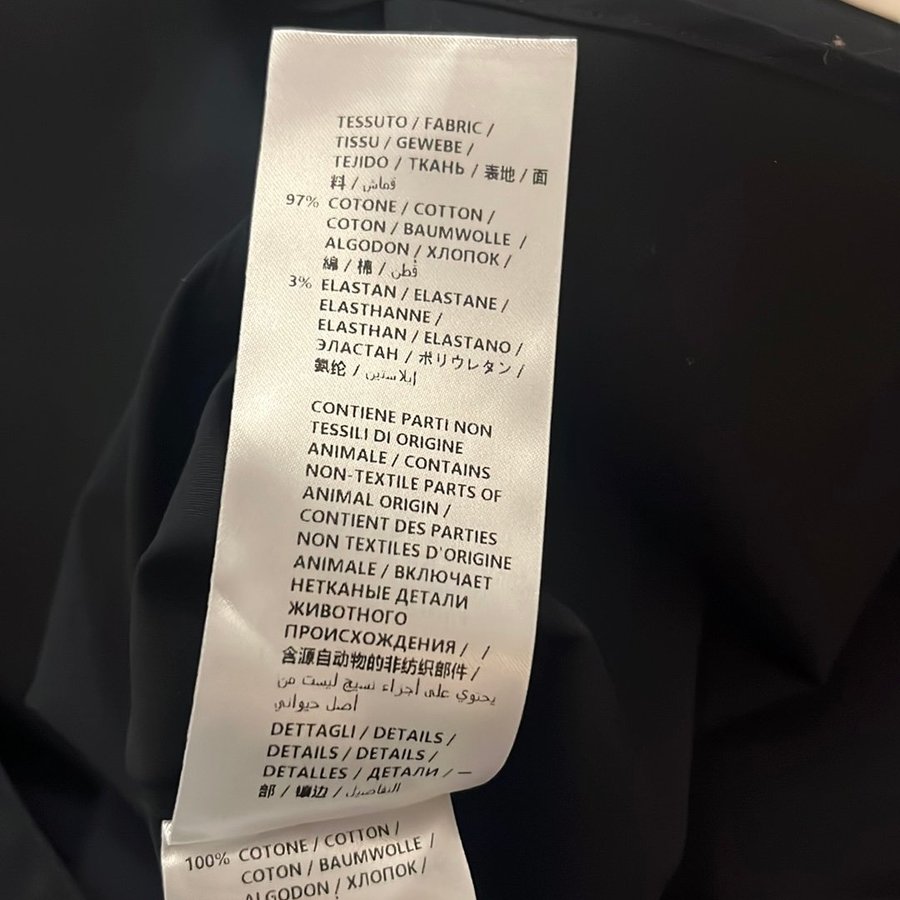 TESSUTO / FABRIC /
TISSU / GEWEBE /
TEJIDO / ТКАНЬ / 表地 / 面
料 / قماش
97% COTONE / COTTON /
COTON / BAUMWOLLE /
ALGODON / ХЛОПОК /
綿 / 棉 / قطن
3% ELASTAN / ELASTANE /
ELASTHANNE /
ELASTHAN / ELASTANO /
ЭЛАСТАН / ポリウレタン /
氨纶 / إيلاستين
CONTIENE PARTI NON
TESSILI DI ORIGINE
ANIMALE / CONTAINS
NON-TEXTILE PARTS OF
ANIMAL ORIGIN /
CONTIENT DES PARTIES
NON TEXTILES D'ORIGINE
ANIMALE / ВКЛЮЧАЕТ
НЕТКАНЫЕ ДЕТАЛИ
ЖИВОТНОГО
ПРОИСХОЖДЕНИЯ / /
含源自动物的非纺织部件 /
يحتوي على أجزاء نسيج ليست من
أصل حيواني
DETTAGLI / DETAILS /
DETAILS / DETAILS /
DETALLES / ДЕТАЛИ / 一
部 / 镶边 / التفاصيل
100% COTONE / COTTON /
COTON / BAUMWOLLE /
ALGODON / ХЛОПОК /